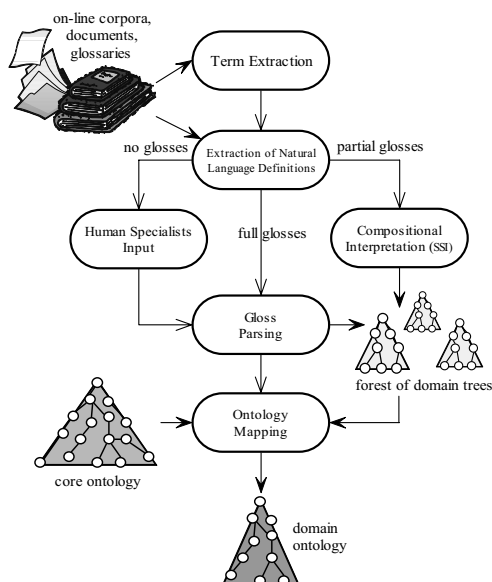 on-line corpora,
documents,
glossaries
Term Extraction
no glosses
Extraction of Natural
Language Definitions
partial glosses
Human Specialists
Input
full glosses
Compositional
Interpretation (SSI)
Gloss
Parsing
forest of domain trees
Ontology
Mapping
core ontology
domain
ontology